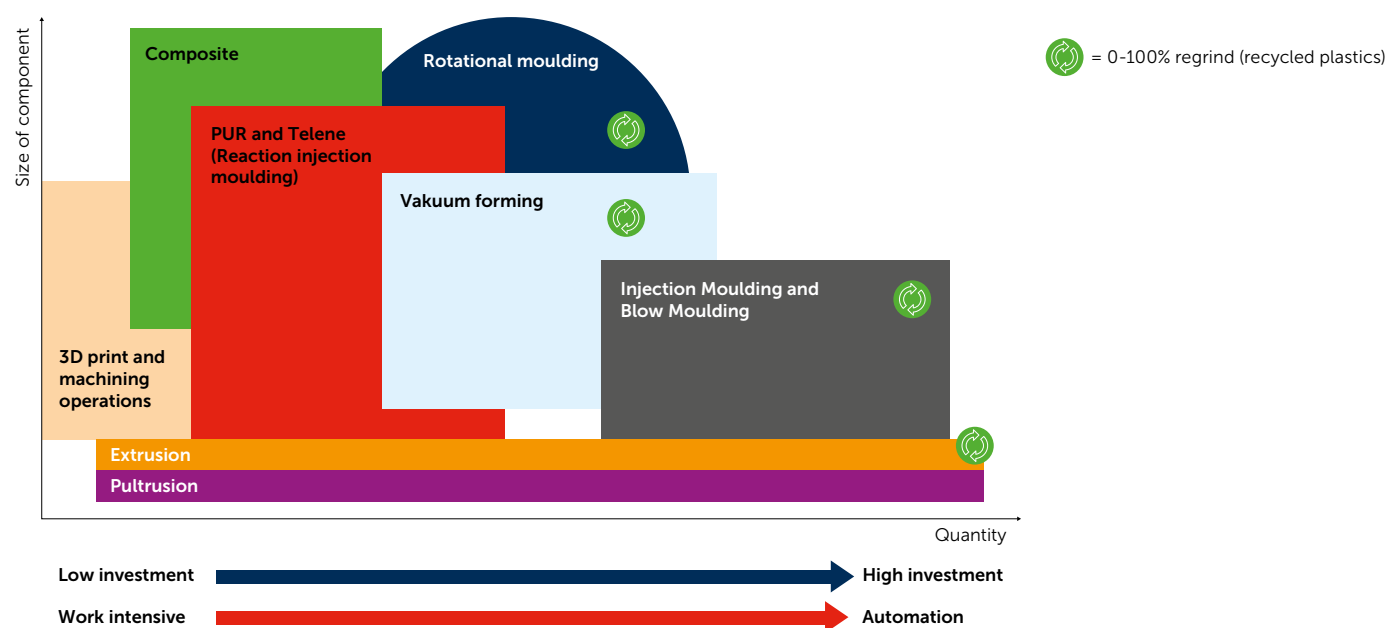 Size of component
Composite
Rotational moulding
= 0-100% regrind (recycled plastics)
PUR and Telene
(Reaction injection
moulding)
Vakuum forming
Injection Moulding and
Blow Moulding
3D print and
machining
operations
Extrusion
Pultrusion
Quantity
Low investment
High investment
Work intensive
Automation